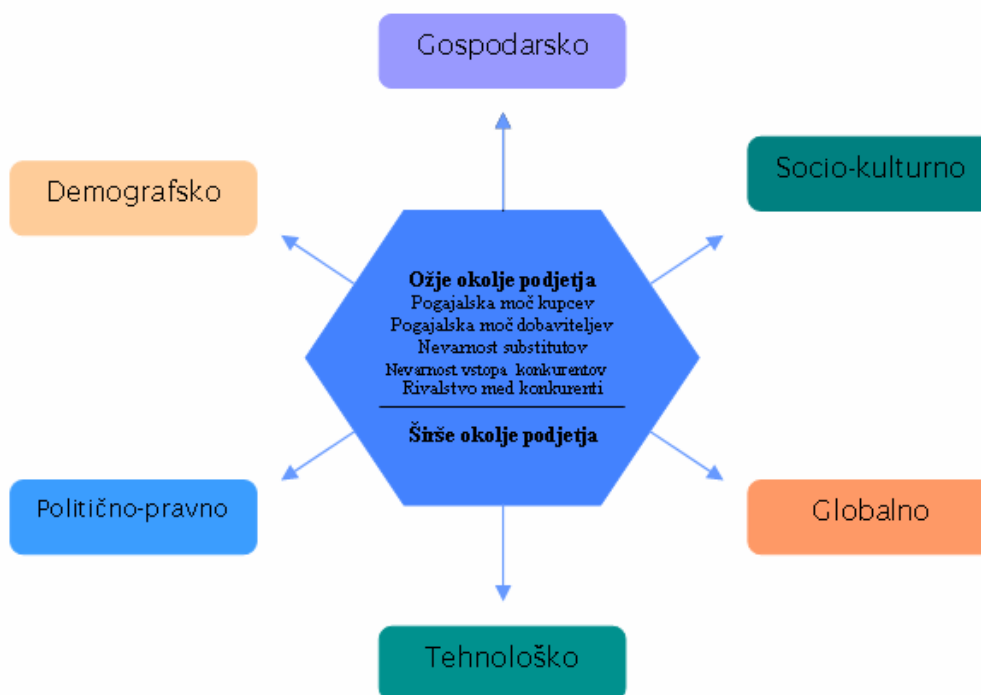 Gospodarsko
Demografsko
Socio-kulturno
Ožje okolje podjetja
Pogajalska moč kupcev
Pogajalska moč dobaviteljev
Nevarnost substitutov
Nevarnost vstopa konkurentov
Rivalstvo med konkurenti
Širše okolje podjetja
Politično-pravno
Globalno
Tehnološko